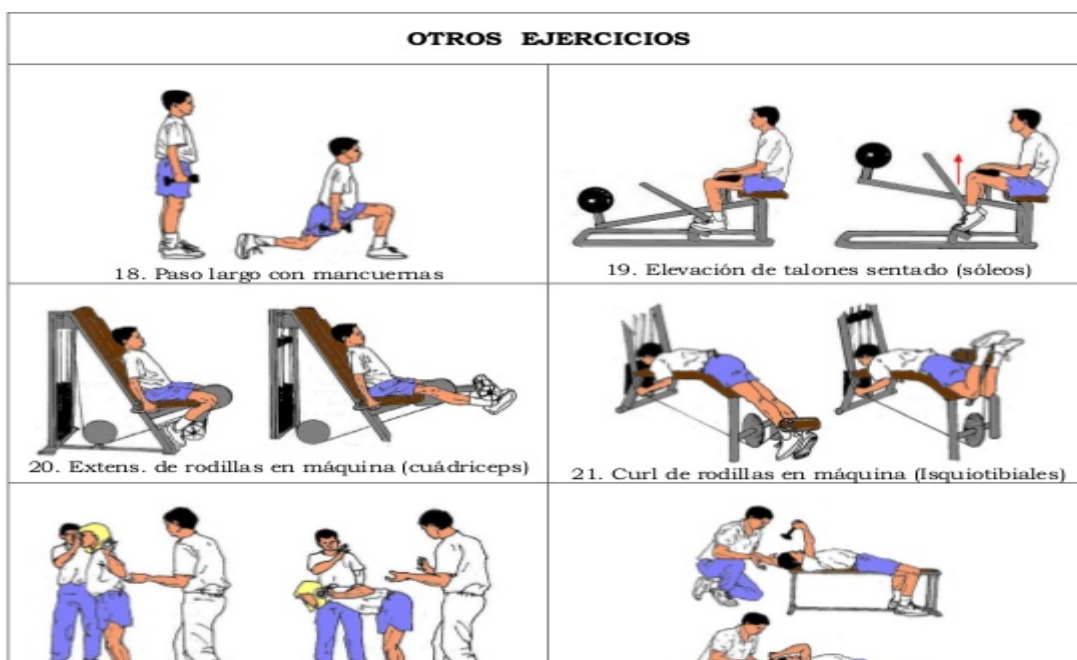 OTROS EJERCICIOS
18. Paso largo con mancuernas
19. Elevación de talones sentado (sóleos)
20. Extens. de rodillas en máquina (cuádriceps)
21. Curl de rodillas en máquina (Isquiotibiales)